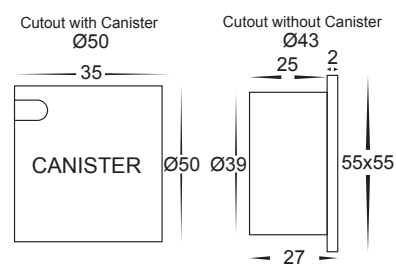 Cutout with Canister
Ø50
35
CANISTER
Ø50
Cutout without Canister
Ø43
25
2
Ø39
55x55
27